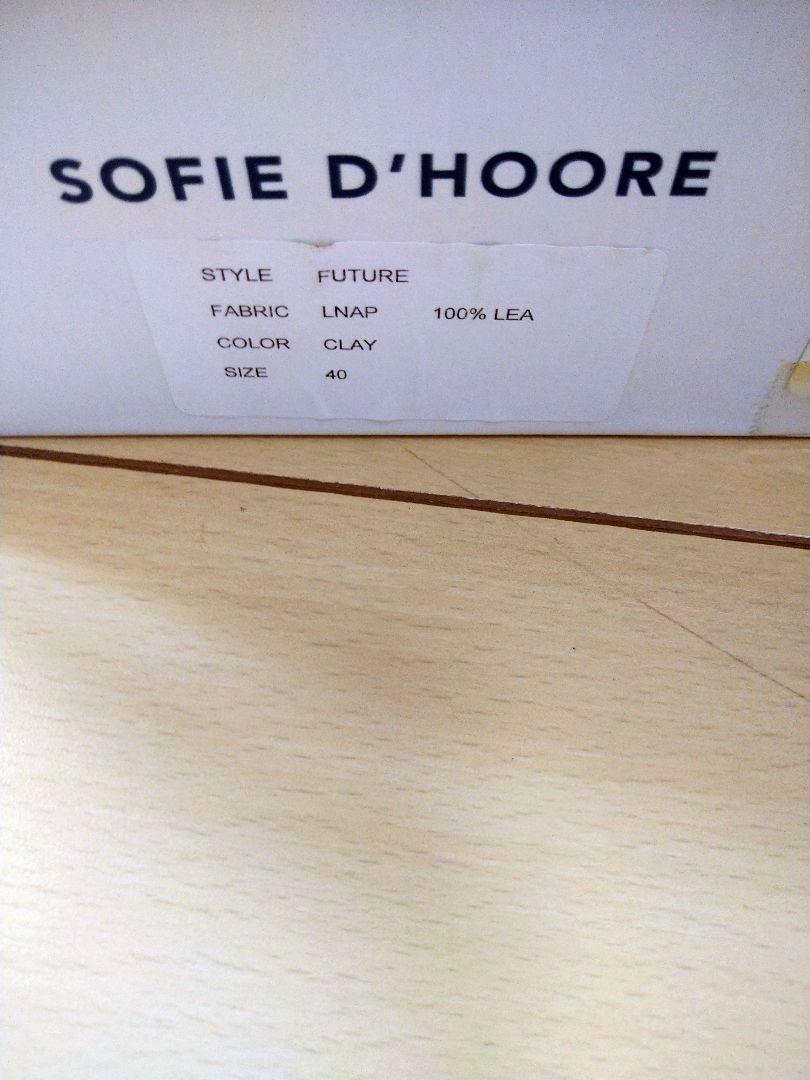 SOFIE D'HOORE
STYLE FUTURE
FABRIC LNAP 100% LEA
COLOR CLAY
SIZE 40